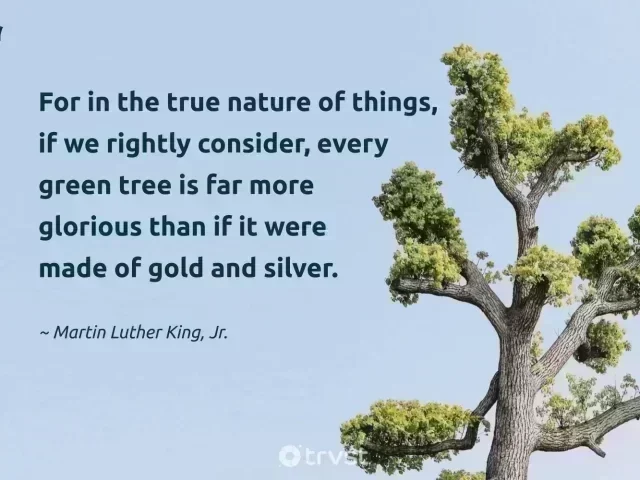 For in the true nature of things,
if we rightly consider, every
green tree is far more
glorious than if it were
made of gold and silver.
~ Martin Luther King, Jr.
trvst